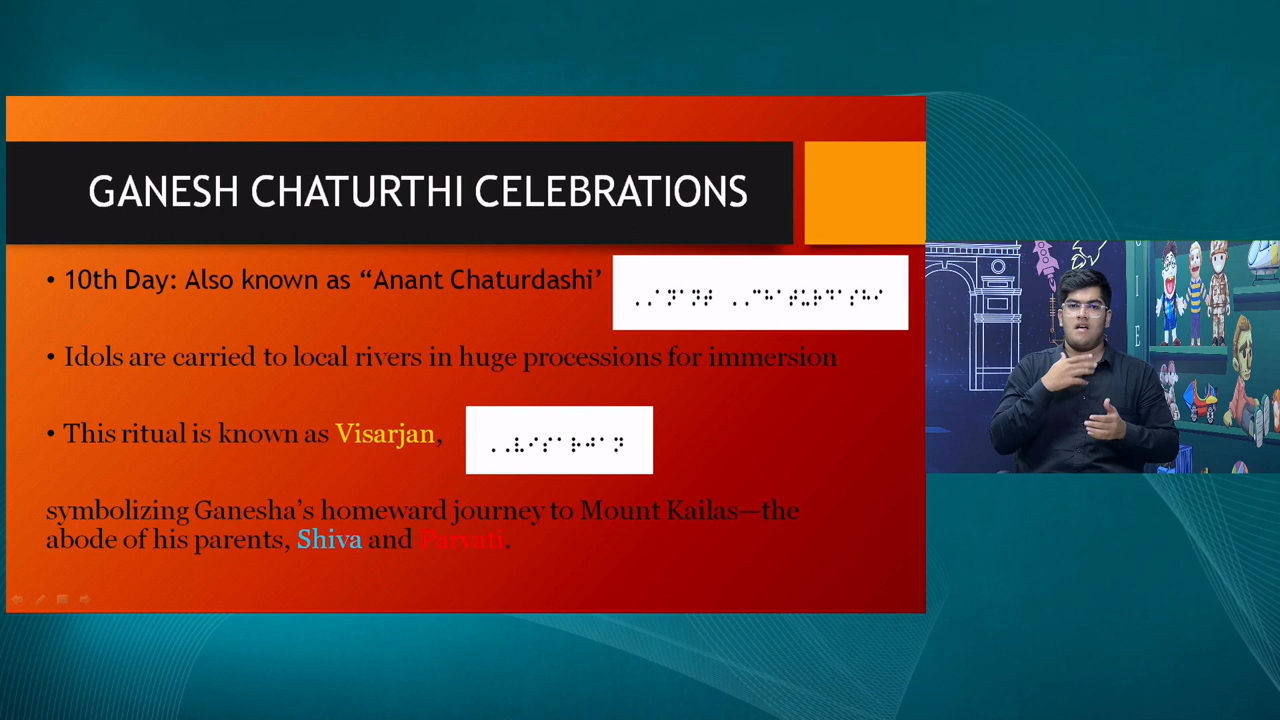 GANESH CHATURTHI CELEBRATIONS
• 10th Day: Also known as “Anant Chaturdashi’ ⠠⠁⠝⠁⠝⠞ ⠠⠉⠓⠁⠞⠥⠗⠙⠁⠎⠓⠊
• Idols are carried to local rivers in huge processions for immersion
• This ritual is known as Visarjan, ⠠⠧⠊⠎⠁⠗⠚⠁⠝
symbolizing Ganesha’s homeward journey to Mount Kailas—the
abode of his parents, Shiva and Parvati.